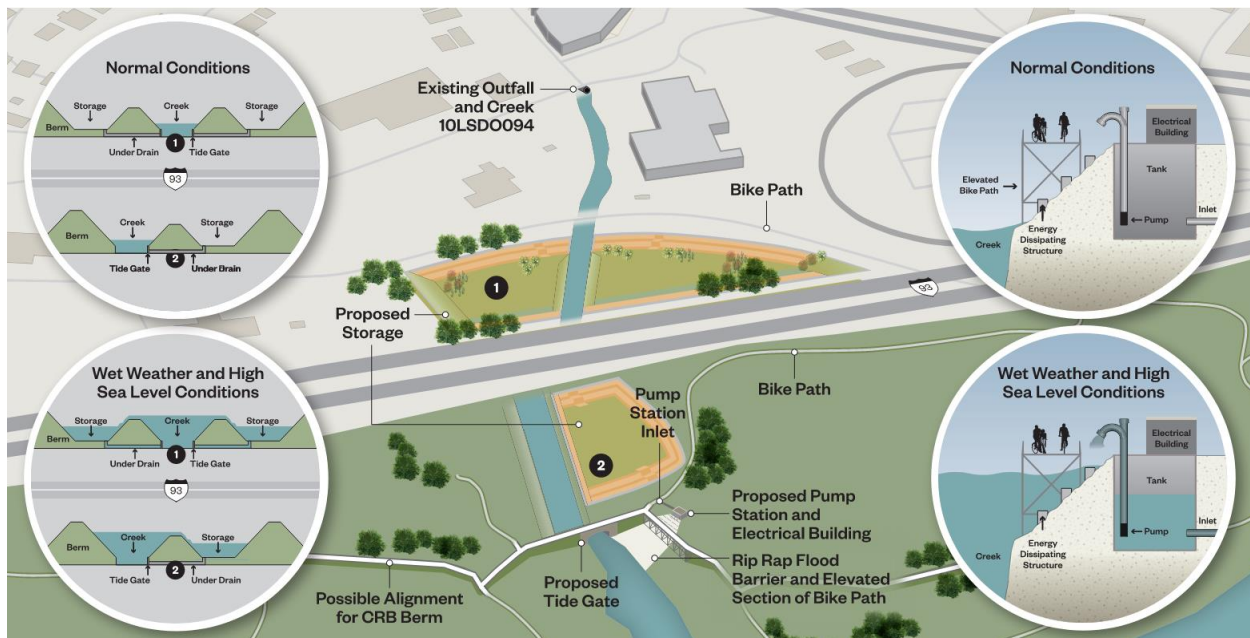 Normal Conditions
Storage
Creek
Storage
Berm
1
Under Drain
Tide Gate
93
Creek
Storage
Berm
2
Tide Gate
Under Drain
Wet Weather and High
Sea Level Conditions
Storage
Creek
Storage
Berm
1
Under Drain
Tide Gate
93
Creek
Storage
Berm
2
Tide Gate
Under Drain
Existing Outfall
and Creek
10LSDO094
Bike Path
1
93
Proposed
Storage
Bike Path
Pump
Station
Inlet
2
Proposed Pump
Station and
Electrical Building
Rip Rap Flood
Barrier and Elevated
Section of Bike Path
Proposed
Tide Gate
Possible Alignment
for CRB Berm
Normal Conditions
Electrical
Building
Elevated
Bike Path
Tank
Pump
Inlet
Energy
Dissipating
Structure
Creek
Wet Weather and High
Sea Level Conditions
Electrical
Building
Tank
Pump
Inlet
Energy
Dissipating
Structure
Creek